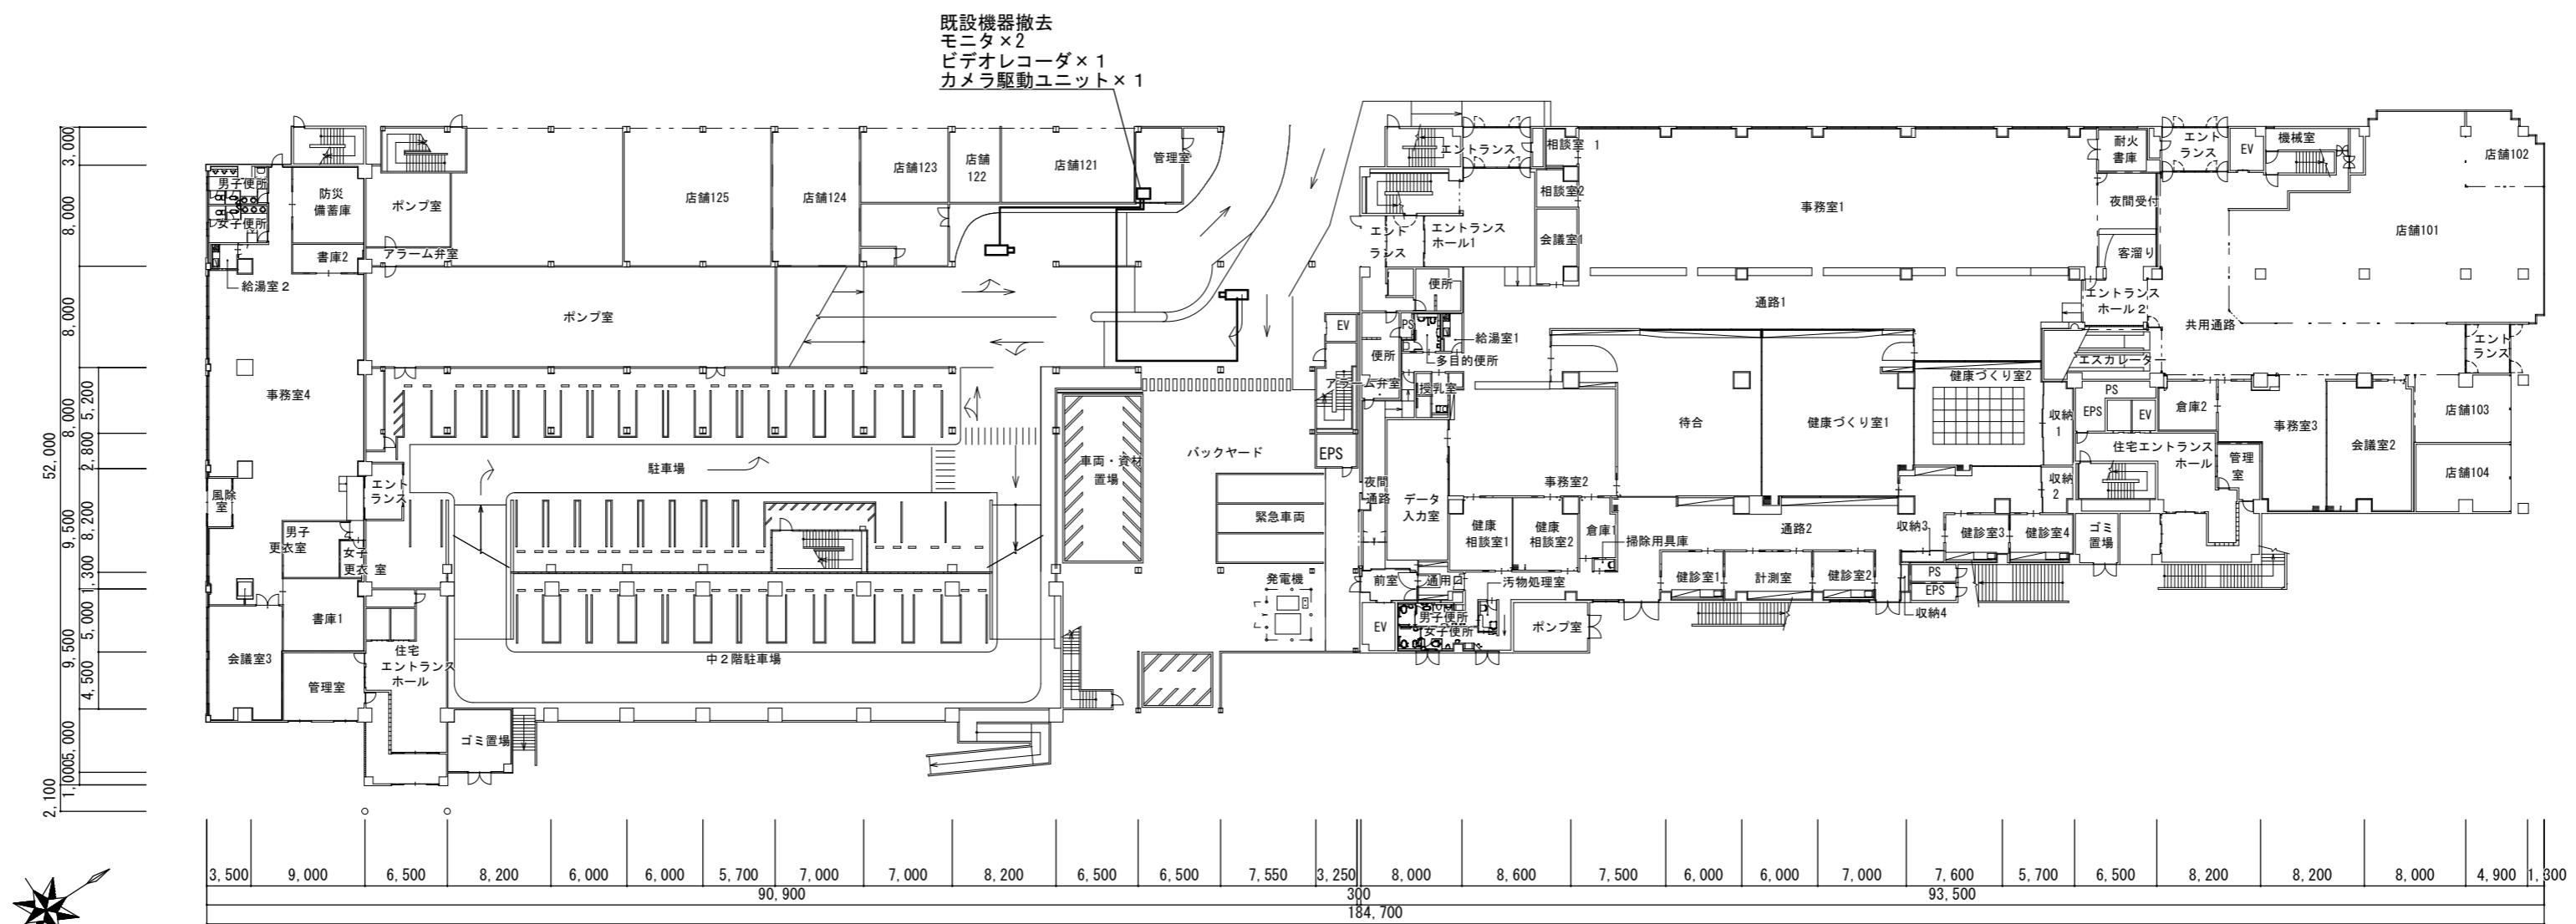 既設機器撤去
モニタ×2
ビデオレコーダ×1
カメラ駆動ユニット×1
男子便所
女子便所
防災
備蓄庫
ポンプ室
書庫2
アラーム弁室
給湯室2
店舗125
店舗124
店舗123
店舗
122
店舗121
管理室
ポンプ室
事務室4
風除
室
エント
ランス
男子
更衣室
女子
更衣室
書庫1
会議室3
管理室
住宅
エントランス
ホール
ゴミ置場
駐車場
中2階駐車場
車両・資材
置場
バックヤード
緊急車両
発電機
EV
アラーム弁室
EPS
エントランス
相談室 1
相談室2
エント
ランス
エントランス
ホール1
会議室1
事務室1
便所
便所
PS
給湯室1
多目的便所
授乳室
通路1
夜間
通路
データ
入力室
事務室2
待合
健康づくり室1
健康づくり室2
収納
1
収納
2
健康
相談室1
健康
相談室2
倉庫1
掃除用具庫
通路2
収納3
健診室3
健診室4
ゴミ
置場
前室
通用口
汚物処理室
健診室1
計測室
健診室2
PS
EPS
収納4
EV
男子便所
女子便所
ポンプ室
耐火
書庫
エント
ランス
EV
機械室
店舗102
夜間受付
客溜り
店舗101
エントランス
ホール2
共用通路
エスカレーター
エント
ランス
PS
EPS
EV
倉庫2
住宅エントランス
ホール
管理
室
事務室3
会議室2
店舗103
店舗104
3,000
8,000
8,000
8,000
5,200
2,800
52,000
9,500
8,200
1,300
9,500
5,000
4,500
5,000
1,000
2,100
3,500
9,000
6,500
8,200
6,000
6,000
5,700
7,000
7,000
8,200
6,500
6,500
7,550
3,250
8,000
8,600
7,500
6,000
6,000
7,000
7,600
5,700
6,500
8,200
8,200
8,000
4,900
1,300
90,900
300
93,500
184,700